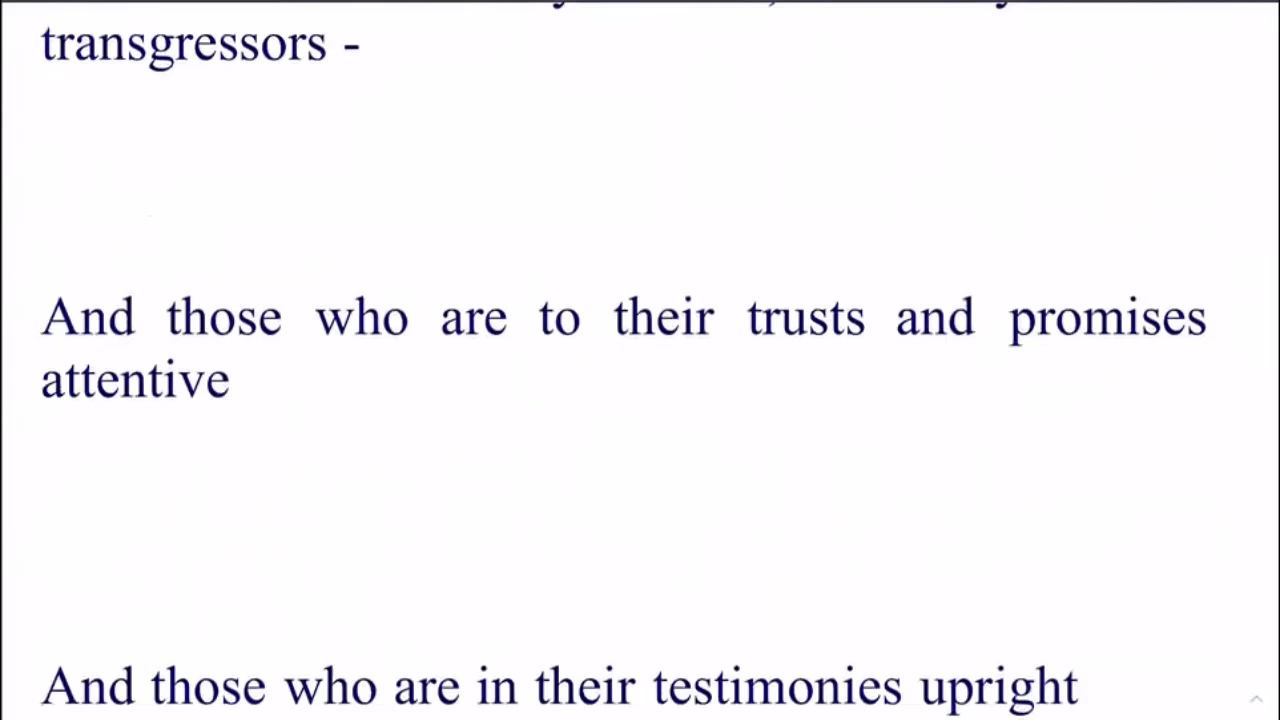 transgressors -
And those who are to their trusts and promises
attentive
And those who are in their testimonies upright